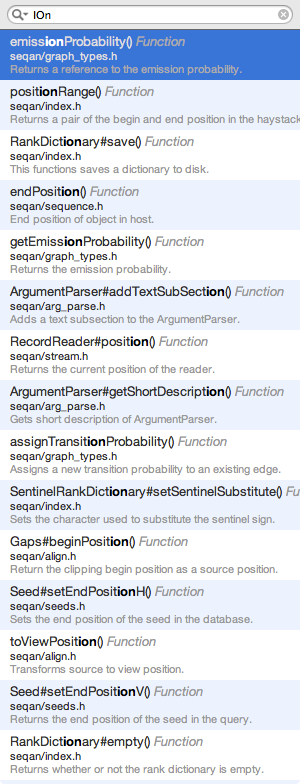 IOn
emissionProbability() Function
seqan/graph_types.h
Returns a reference to the emission probability.
positionRange() Function
seqan/index.h
Returns a pair of the begin and end position in the haystack
RankDictionary#save() Function
seqan/index.h
This functions saves a dictionary to disk.
endPosition() Function
seqan/sequence.h
End position of object in host.
getEmissionProbability() Function
seqan/graph_types.h
Returns the emission probability.
ArgumentParser#addTextSubSection() Function
seqan/arg_parse.h
Adds a text subsection to the ArgumentParser.
RecordReader#position() Function
seqan/stream.h
Returns the current position of the reader.
ArgumentParser#getShortDescription() Function
seqan/arg_parse.h
Gets short description of ArgumentParser.
assignTransitionProbability() Function
seqan/graph_types.h
Assigns a new transition probability to an existing edge.
SentinelRankDictionary#setSentinelSubstitute() Fu
seqan/index.h
Sets the character used to substitute the sentinel sign.
Gaps#beginPosition() Function
seqan/align.h
Return the clipping begin position as a source position.
Seed#setEndPositionH() Function
seqan/seeds.h
Sets the end position of the seed in the database.
toViewPosition() Function
seqan/align.h
Transforms source to view position.
Seed#setEndPositionV() Function
seqan/seeds.h
Returns the end position of the seed in the query.
RankDictionary#empty() Function
seqan/index.h
Returns whether or not the rank dictionary is empty.